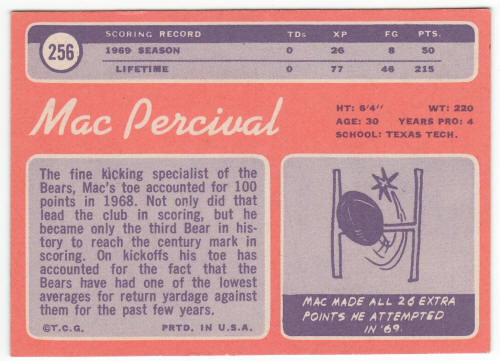 256
SCORING RECORD TDs XP FG PTS.
1969 SEASON 0 26 8 50
LIFETIME 0 77 46 215
Mac Percival
HT: 6'4" WT: 220
AGE: 30 YEARS PRO: 4
SCHOOL: TEXAS TECH.
The fine kicking specialist of the
Bears, Mac's toe accounted for 100
points in 1968. Not only did that
lead the club in scoring, but he
became only the third Bear in his-
tory to reach the century mark in
scoring. On kickoffs his toe has
accounted for the fact that the
Bears have had one of the lowest
averages for return yardage against
them for the past few years.
©T.C.G. PRTD. IN U.S.A.
MAC MADE ALL 26 EXTRA
POINTS HE ATTEMPTED
IN '69.